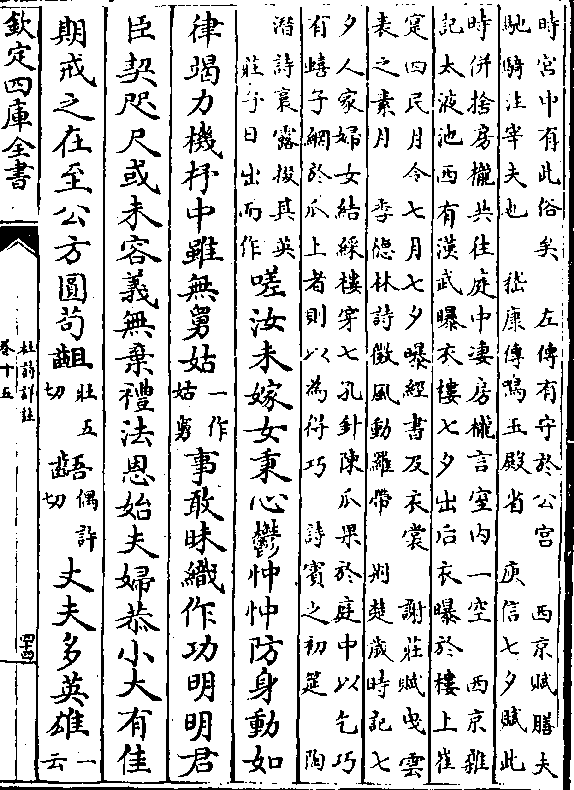 時宮中有此俗矣　左傳有守於公宮　西京賦膳夫
馳騎注宰夫也　嵇康傳鳴玉殿省　庾信七夕賦此
時併捨房櫳共往庭中淒房櫳言室內一空　西京雜
記太液池西有漢武曝衣樓七夕出后衣曝於樓上崔
寔四民月令七月七夕曝經書及衣裳　謝莊賦曳雲
表之素月　李德林詩微風動羅帶　荆楚歲時記七
夕人家婦女結綵樓穿七孔針陳瓜果於庭中以乞巧
有蟢子網於瓜上者則以為得巧　詩賓之初筵　陶
潛詩裛露掇其英
莊子日出而作
嗟汝未嫁女秉心鬱忡忡防身動如
律竭力機杼中雖無舅姑
一作
姑舅
事敢昧織作功明明君
臣契咫尺或未容義無棄禮法恩始夫婦恭小大有佳
期戒之在至公方圓苟齟
壯五
切
齬
偶許
切
丈夫多英雄
一
云
欽定四庫全書
杜詩詳註
卷十五
四十四